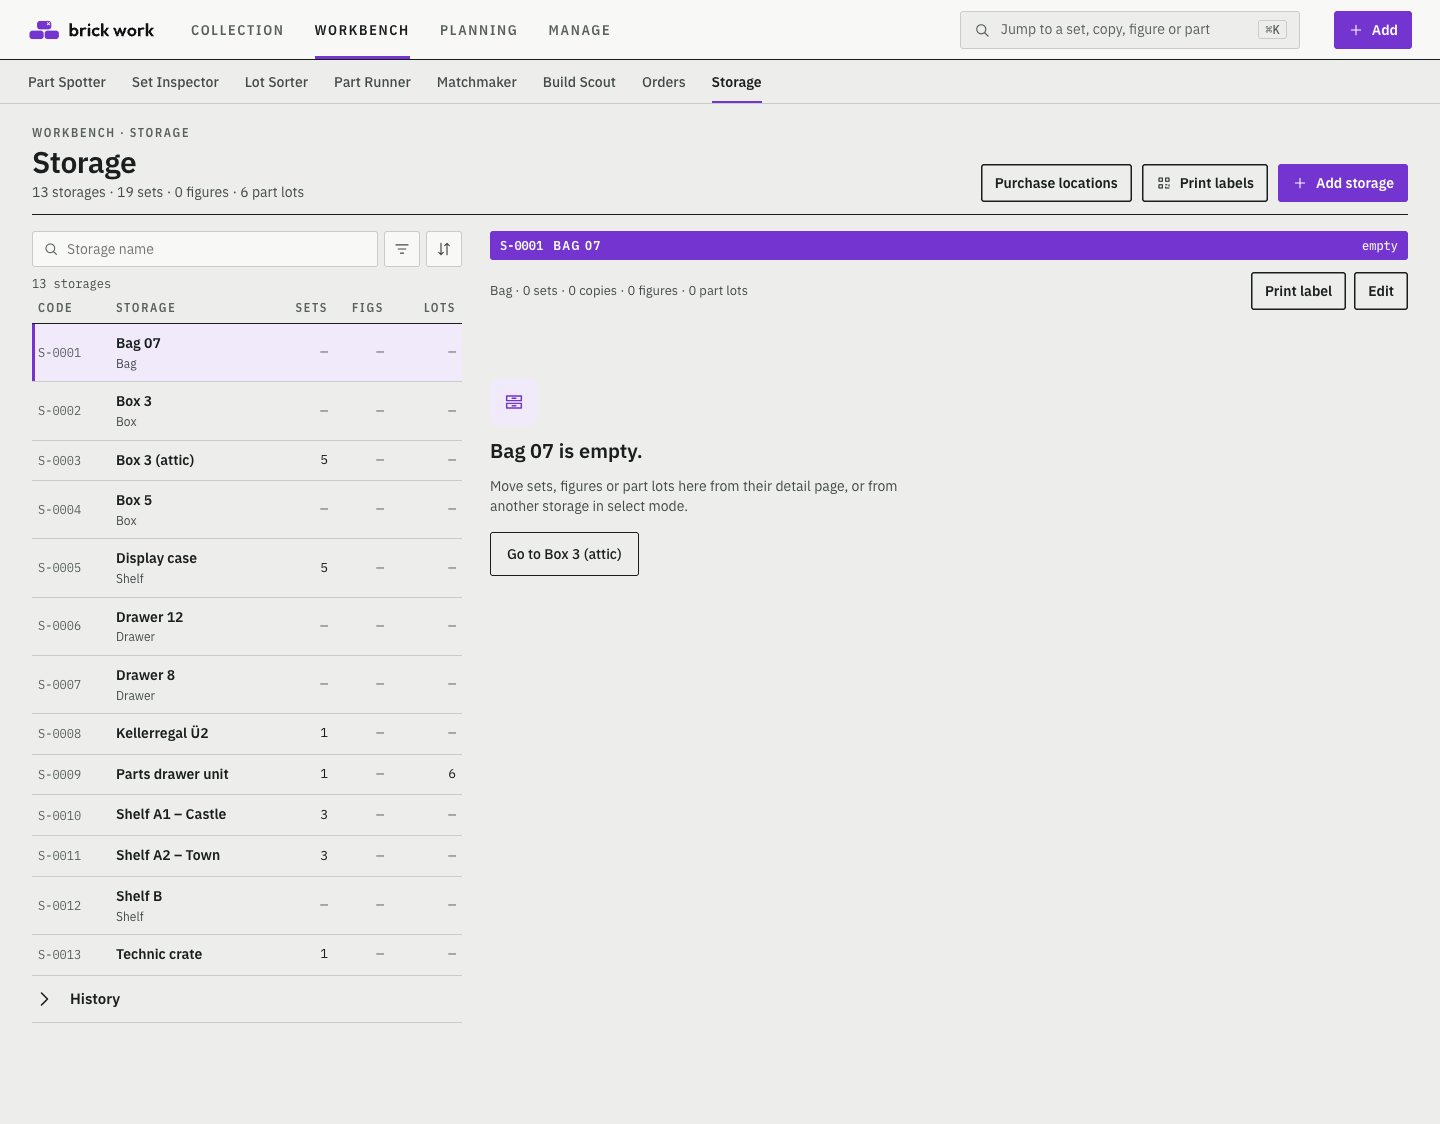 brick work
COLLECTION
WORKBENCH
PLANNING
MANAGE
Jump to a set, copy, figure or part
⌘K
Add
Part Spotter
Set Inspector
Lot Sorter
Part Runner
Matchmaker
Build Scout
Orders
Storage
WORKBENCH · STORAGE
Storage
13 storages · 19 sets · 0 figures · 6 part lots
Purchase locations
Print labels
Add storage
Storage name
13 storages
CODE STORAGE SETS FIGS LOTS
S-0001 Bag 07 — — —
Bag
S-0002 Box 3 — — —
Box
S-0003 Box 3 (attic) 5 — —
S-0004 Box 5 — — —
Box
S-0005 Display case 5 — —
Shelf
S-0006 Drawer 12 — — —
Drawer
S-0007 Drawer 8 — — —
Drawer
S-0008 Kellerregal Ü2 1 — —
S-0009 Parts drawer unit 1 — 6
S-0010 Shelf A1 – Castle 3 — —
S-0011 Shelf A2 – Town 3 — —
S-0012 Shelf B — — —
Shelf
S-0013 Technic crate 1 — —
History
S-0001 BAG 07 empty
Bag · 0 sets · 0 copies · 0 figures · 0 part lots
Print label
Edit
Bag 07 is empty.
Move sets, figures or part lots here from their detail page, or from
another storage in select mode.
Go to Box 3 (attic)